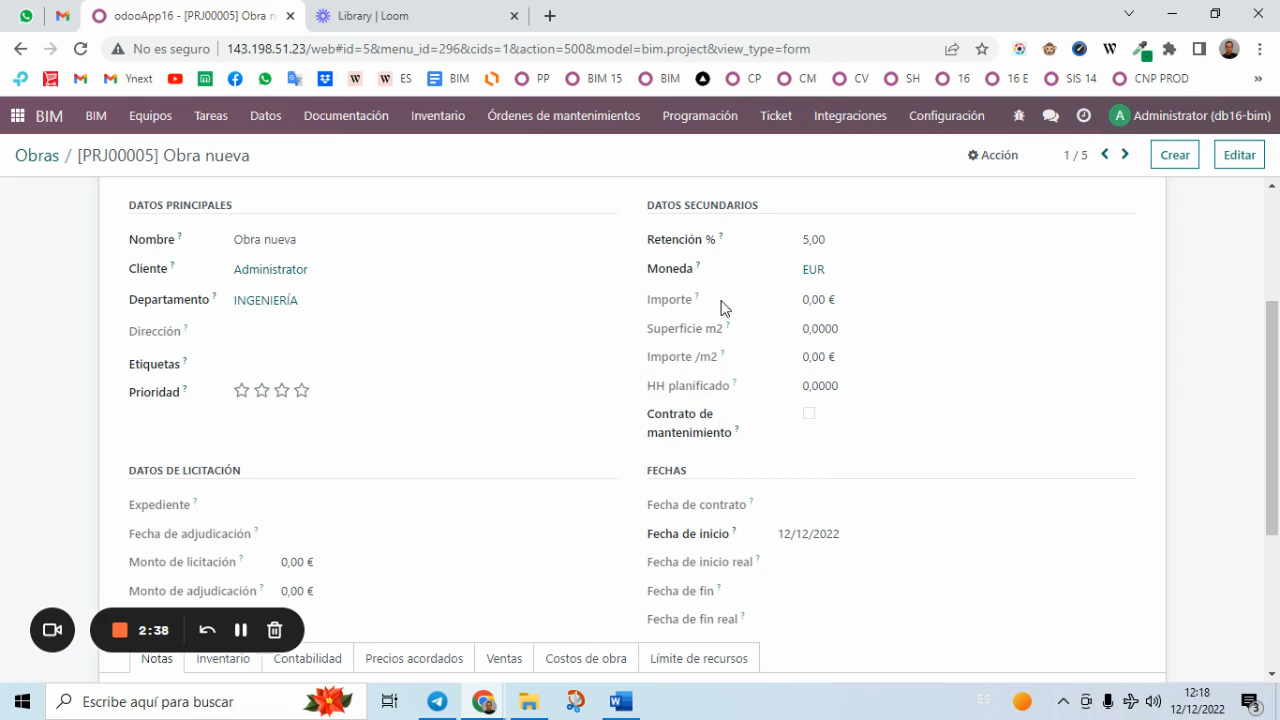 odooApp16 - [PRJ00005] Obra n
Library | Loom
No es seguro
143.198.51.23/web#id=5&menu_id=296&cids=1&action=500&model=bim.project&view_type=form
Ynext
ES
BIM
PP
BIM 15
BIM
CP
CM
CV
SH
16
16 E
SIS 14
CNP PROD
»
BIM
BIM
Equipos
Tareas
Datos
Documentación
Inventario
Órdenes de mantenimientos
Programación
Ticket
Integraciones
Configuración
A Administrator (db16-bim)
Obras / [PRJ00005] Obra nueva
Acción
1 / 5
Crear
Editar
DATOS PRINCIPALES
Nombre ? Obra nueva
Cliente ? Administrator
Departamento ? INGENIERÍA
Dirección ?
Etiquetas ?
Prioridad ?
DATOS SECUNDARIOS
Retención % ? 5,00
Moneda ? EUR
Importe ? 0,00 €
Superficie m2 ? 0,0000
Importe /m2 ? 0,00 €
HH planificado ? 0,0000
Contrato de
mantenimiento ?
DATOS DE LICITACIÓN
Expediente ?
Fecha de adjudicación ?
Monto de licitación ? 0,00 €
Monto de adjudicación ? 0,00 €
FECHAS
Fecha de contrato ?
Fecha de inicio ? 12/12/2022
Fecha de inicio real ?
Fecha de fin ?
Fecha de fin real ?
2:38
Notas
Inventario
Contabilidad
Precios acordados
Ventas
Costos de obra
Límite de recursos
Escribe aquí para buscar
ES
12:18
12/12/2022
3